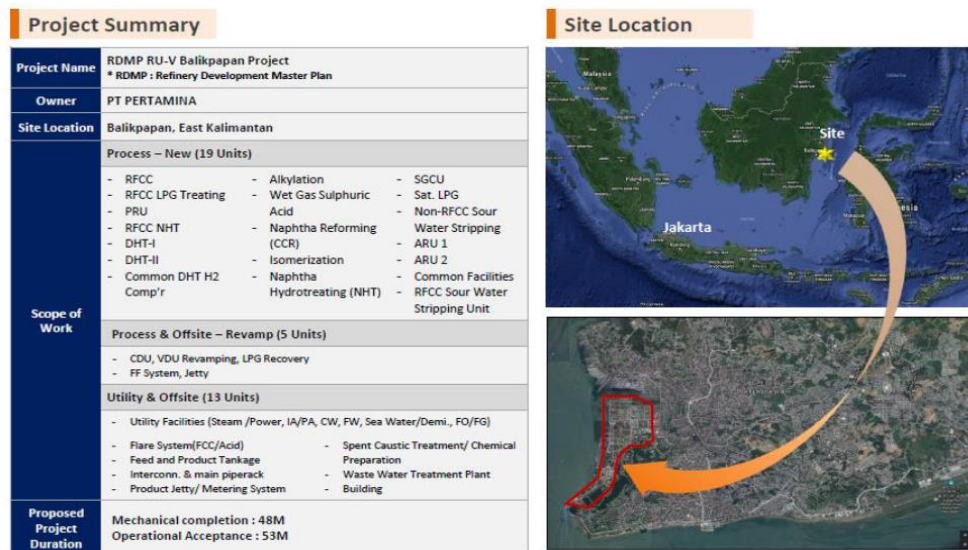 Project Summary
Project Name
RDMP RU-V Balikpapan Project
* RDMP : Refinery Development Master Plan
Owner
PT PERTAMINA
Site Location
Balikpapan, East Kalimantan
Scope of
Work
Process – New (19 Units)
- RFCC
- RFCC LPG Treating
- PRU
- RFCC NHT
- DHT-I
- DHT-II
- Common DHT H2
Comp'r
- Alkylation
- Wet Gas Sulphuric
Acid
- Naphtha Reforming
(CCR)
- Isomerization
- Naphtha
Hydrotreating (NHT)
- SGCU
- Sat. LPG
- Non-RFCC Sour
Water Stripping
- ARU 1
- ARU 2
- Common Facilities
- RFCC Sour Water
Stripping Unit
Process & Offsite – Revamp (5 Units)
- CDU, VDU Revamping, LPG Recovery
- FF System, Jetty
Utility & Offsite (13 Units)
- Utility Facilities (Steam /Power, IA/PA, CW, FW, Sea Water/Demi., FO/FG)
- Flare System(FCC/Acid)
- Feed and Product Tankage
- Interconn. & main piperack
- Product Jetty/ Metering System
- Spent Caustic Treatment/ Chemical
Preparation
- Waste Water Treatment Plant
- Building
Proposed
Project
Duration
Mechanical completion : 48M
Operational Acceptance : 53M
Site Location
Malaysia
Site
Jakarta